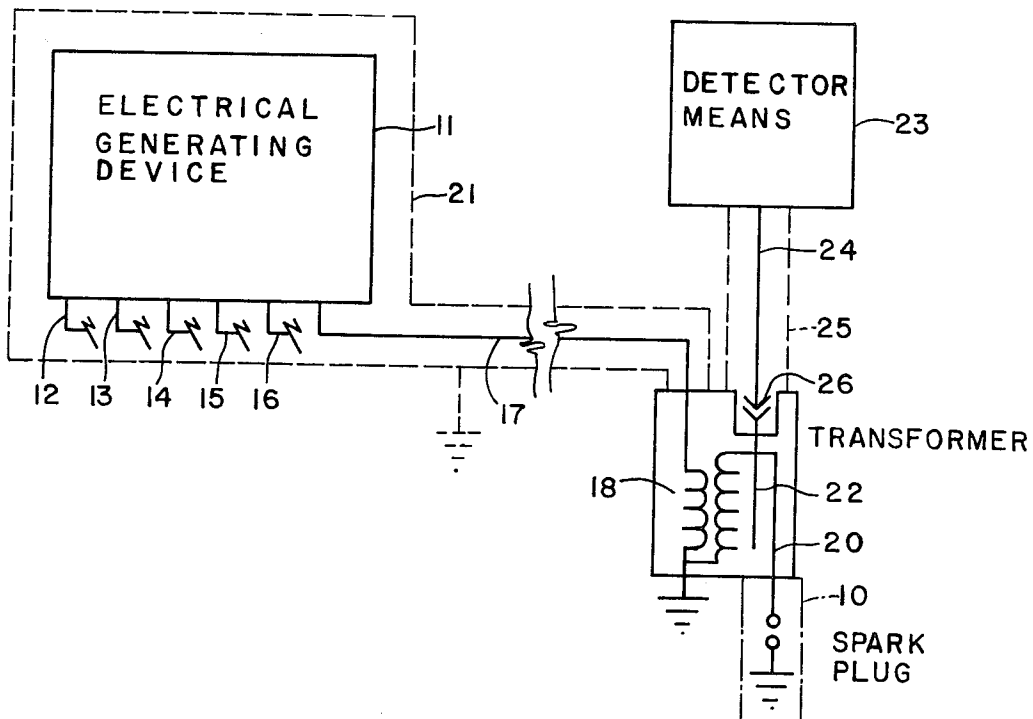 ELECTRICAL
GENERATING
DEVICE
11
21
DETECTOR
MEANS
23
24
25
12
13
14
15
16
17
26
TRANSFORMER
18
22
20
10
SPARK
PLUG